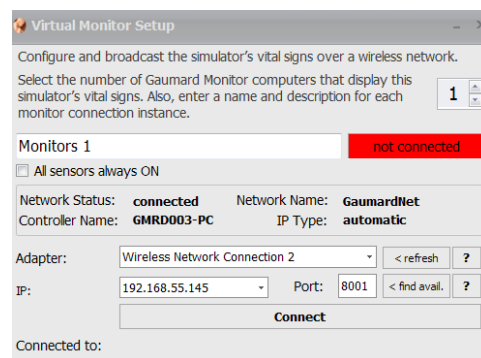 Virtual Monitor Setup
Configure and broadcast the simulator's vital signs over a wireless network.
Select the number of Gaumard Monitor computers that display this
simulator's vital signs. Also, enter a name and description for each
monitor connection instance.
1
Monitors 1 not connected
All sensors always ON
Network Status: connected Network Name: GaumardNet
Controller Name: GMRD003-PC IP Type: automatic
Adapter: Wireless Network Connection 2 < refresh ?
IP: 192.168.55.145 Port: 8001 < find avail. ?
Connect
Connected to: